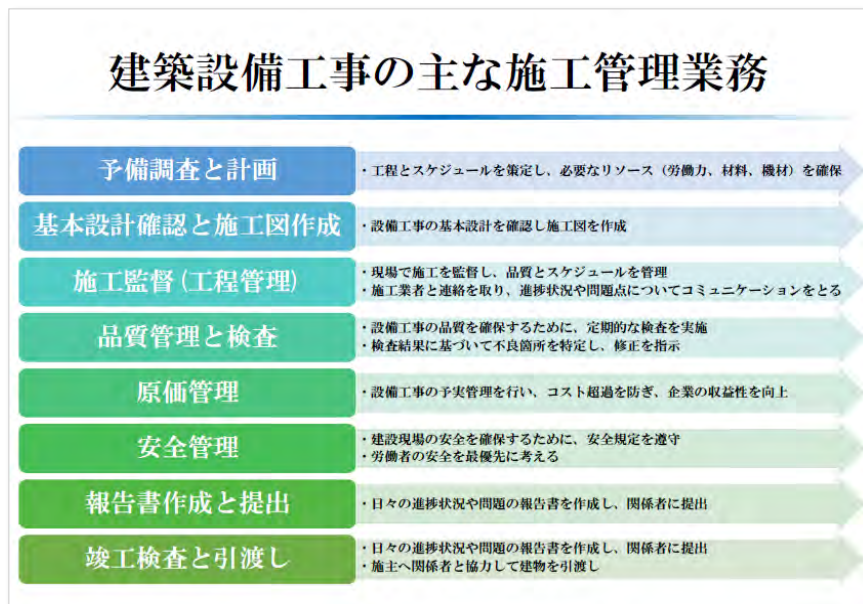 建築設備工事の主な施工管理業務
予備調査と計画
・工程とスケジュールを策定し、必要なリソース（労働力、材料、機材）を確保
基本設計確認と施工図作成
・設備工事の基本設計を確認し施工図を作成
施工監督(工程管理)
・現場で施工を監督し、品質とスケジュールを管理
・施工業者と連絡を取り、進捗状況や問題点についてコミュニケーションをとる
品質管理と検査
・設備工事の品質を確保するために、定期的な検査を実施
・検査結果に基づいて不良箇所を特定し、修正を指示
原価管理
・設備工事の予実管理を行い、コスト超過を防ぎ、企業の収益性を向上
安全管理
・建設現場の安全を確保するために、安全規定を遵守
・労働者の安全を最優先に考える
報告書作成と提出
・日々の進捗状況や問題の報告書を作成し、関係者に提出
竣工検査と引渡し
・日々の進捗状況や問題の報告書を作成し、関係者に提出
・施主へ関係者と協力して建物を引渡し